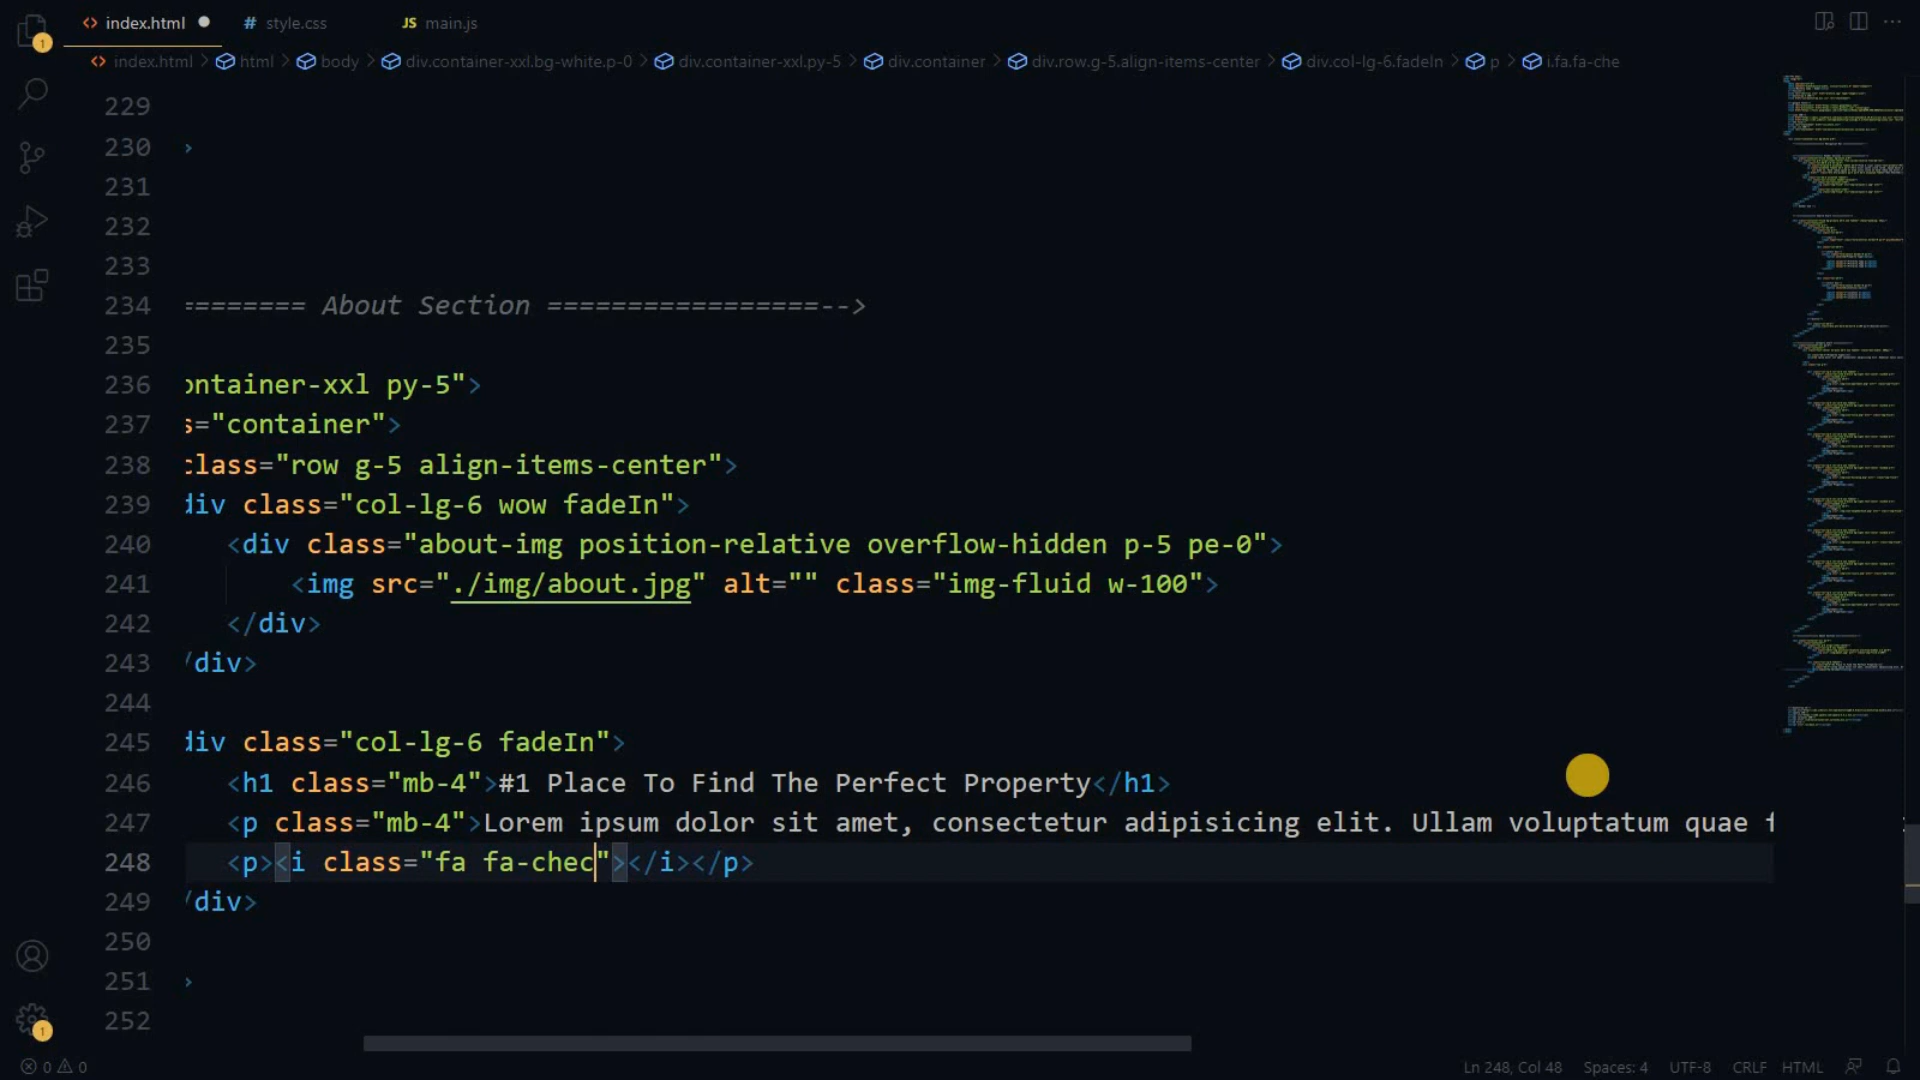 index.html
style.css
JS main.js
index.html > html > body > div.container-xxl.bg-white.p-0 > div.container-xxl.py-5 > div.container > div.row.g-5.align-items-center > div.col-lg-6.fadeIn > p > i.fa.fa-che
229
230 >
231
232
233
234 ======== About Section =================-->
235
236 ontainer-xxl py-5">
237 s="container">
238 class="row g-5 align-items-center">
239 div class="col-lg-6 wow fadeIn">
240 <div class="about-img position-relative overflow-hidden p-5 pe-0">
241 <img src="./img/about.jpg" alt="" class="img-fluid w-100">
242 </div>
243 /div>
244
245 div class="col-lg-6 fadeIn">
246 <h1 class="mb-4">#1 Place To Find The Perfect Property</h1>
247 <p class="mb-4">Lorem ipsum dolor sit amet, consectetur adipisicing elit. Ullam voluptatum quae f
248 <p><i class="fa fa-chec"></i></p>
249 /div>
250
251 >
252
1
1
0 0
Ln 248, Col 48 Spaces: 4 UTF-8 CRLF HTML